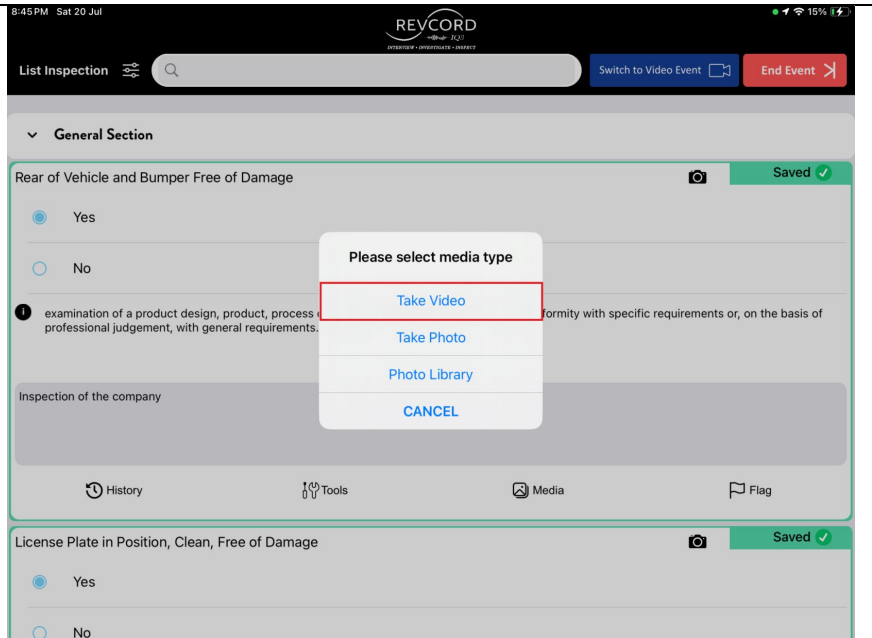 8:45 PM Sat 20 Jul
15%
REVCORD
IQ3
INTERVIEW • INVESTIGATE • INSPECT
List Inspection
Switch to Video Event
End Event
General Section
Rear of Vehicle and Bumper Free of Damage
Saved
Yes
No
Please select media type
Take Video
Take Photo
Photo Library
CANCEL
examination of a product design, product, process formity with specific requirements or, on the basis of
professional judgement, with general requirements.
Inspection of the company
History
Tools
Media
Flag
License Plate in Position, Clean, Free of Damage
Saved
Yes
No